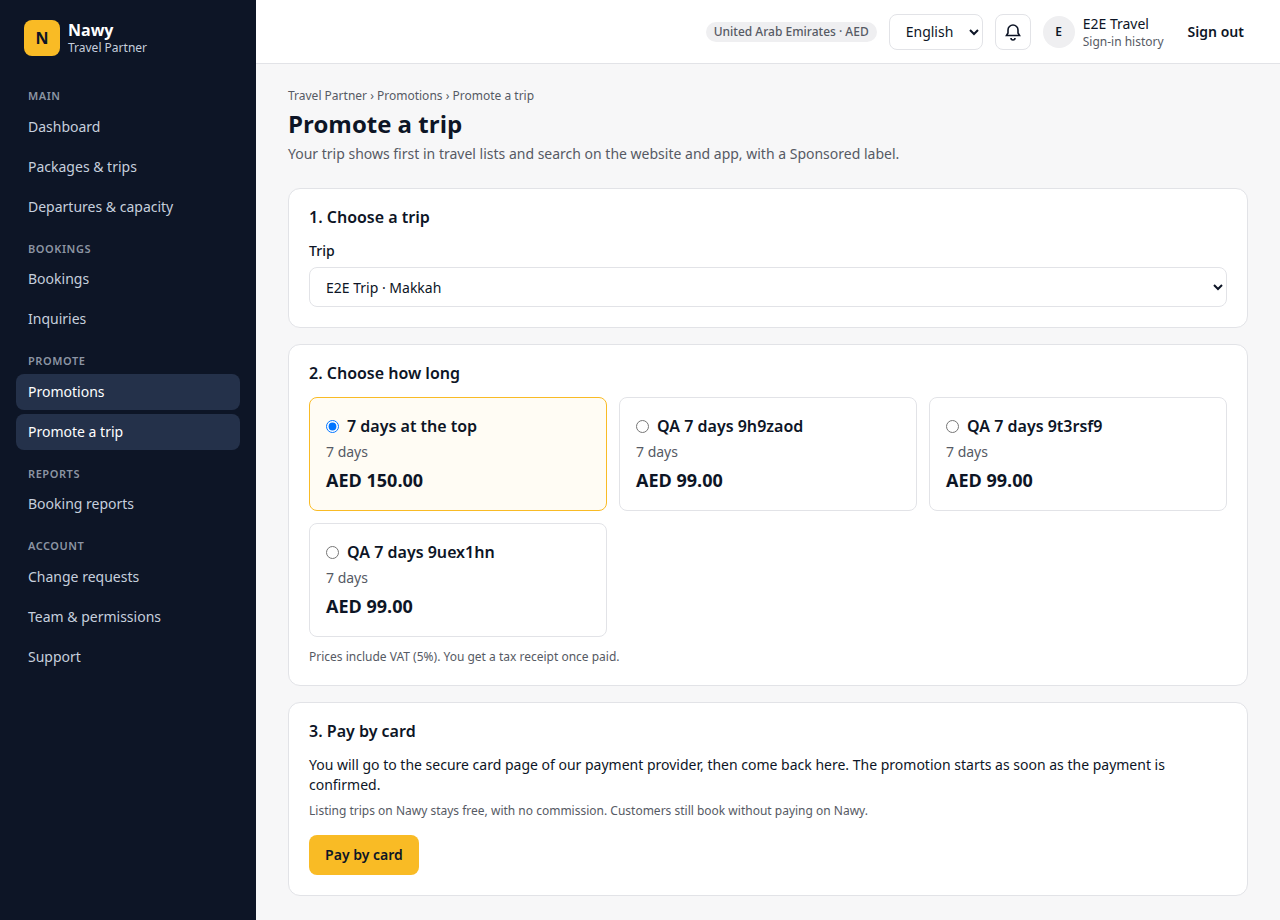 N
Nawy
Travel Partner
MAIN
Dashboard
Packages & trips
Departures & capacity
BOOKINGS
Bookings
Inquiries
PROMOTE
Promotions
Promote a trip
REPORTS
Booking reports
ACCOUNT
Change requests
Team & permissions
Support
United Arab Emirates · AED
English
E
E2E Travel
Sign-in history
Sign out
Travel Partner › Promotions › Promote a trip
Promote a trip
Your trip shows first in travel lists and search on the website and app, with a Sponsored label.
1. Choose a trip
Trip
E2E Trip · Makkah
2. Choose how long
7 days at the top
7 days
AED 150.00
QA 7 days 9h9zaod
7 days
AED 99.00
QA 7 days 9t3rsf9
7 days
AED 99.00
QA 7 days 9uex1hn
7 days
AED 99.00
Prices include VAT (5%). You get a tax receipt once paid.
3. Pay by card
You will go to the secure card page of our payment provider, then come back here. The promotion starts as soon as the payment is
confirmed.
Listing trips on Nawy stays free, with no commission. Customers still book without paying on Nawy.
Pay by card